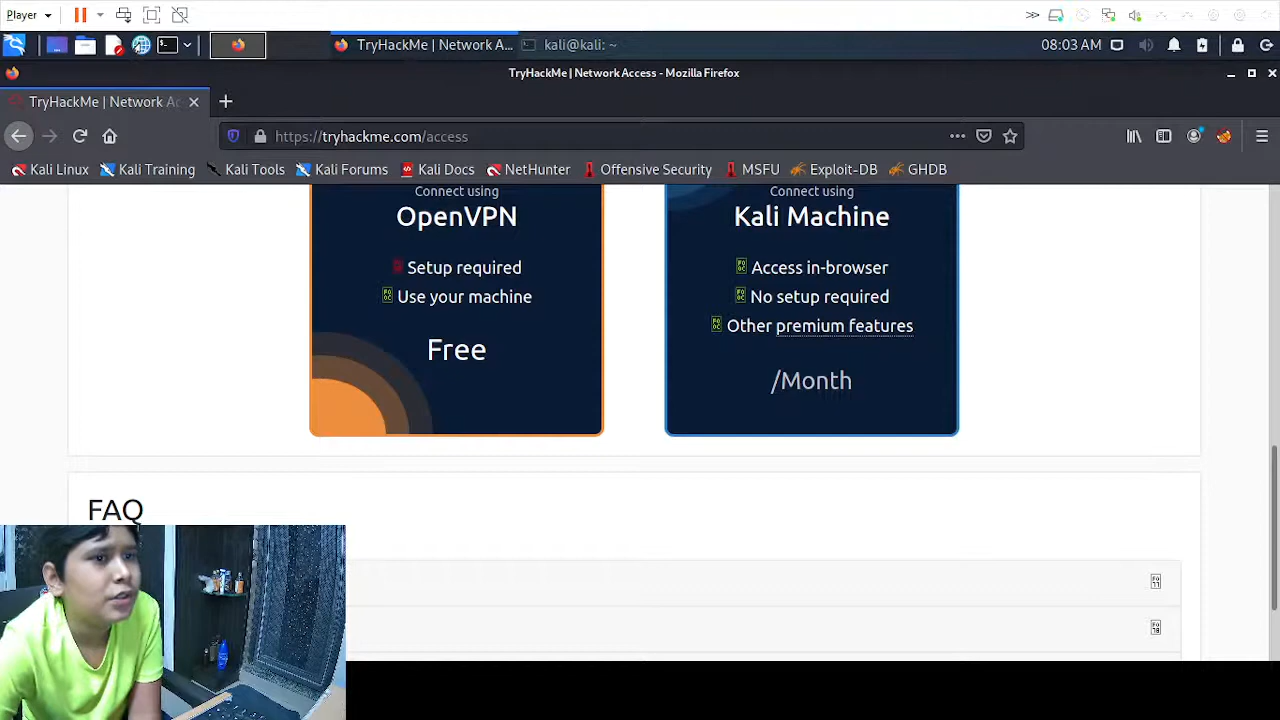 Player
TryHackMe | Network A...
kali@kali: ~
08:03 AM
TryHackMe | Network Access - Mozilla Firefox
TryHackMe | Network Ac
https://tryhackme.com/access
Kali Linux
Kali Training
Kali Tools
Kali Forums
Kali Docs
NetHunter
Offensive Security
MSFU
Exploit-DB
GHDB
Connect using
OpenVPN
Setup required
Use your machine
Free
Connect using
Kali Machine
Access in-browser
No setup required
Other premium features
/Month
FAQ